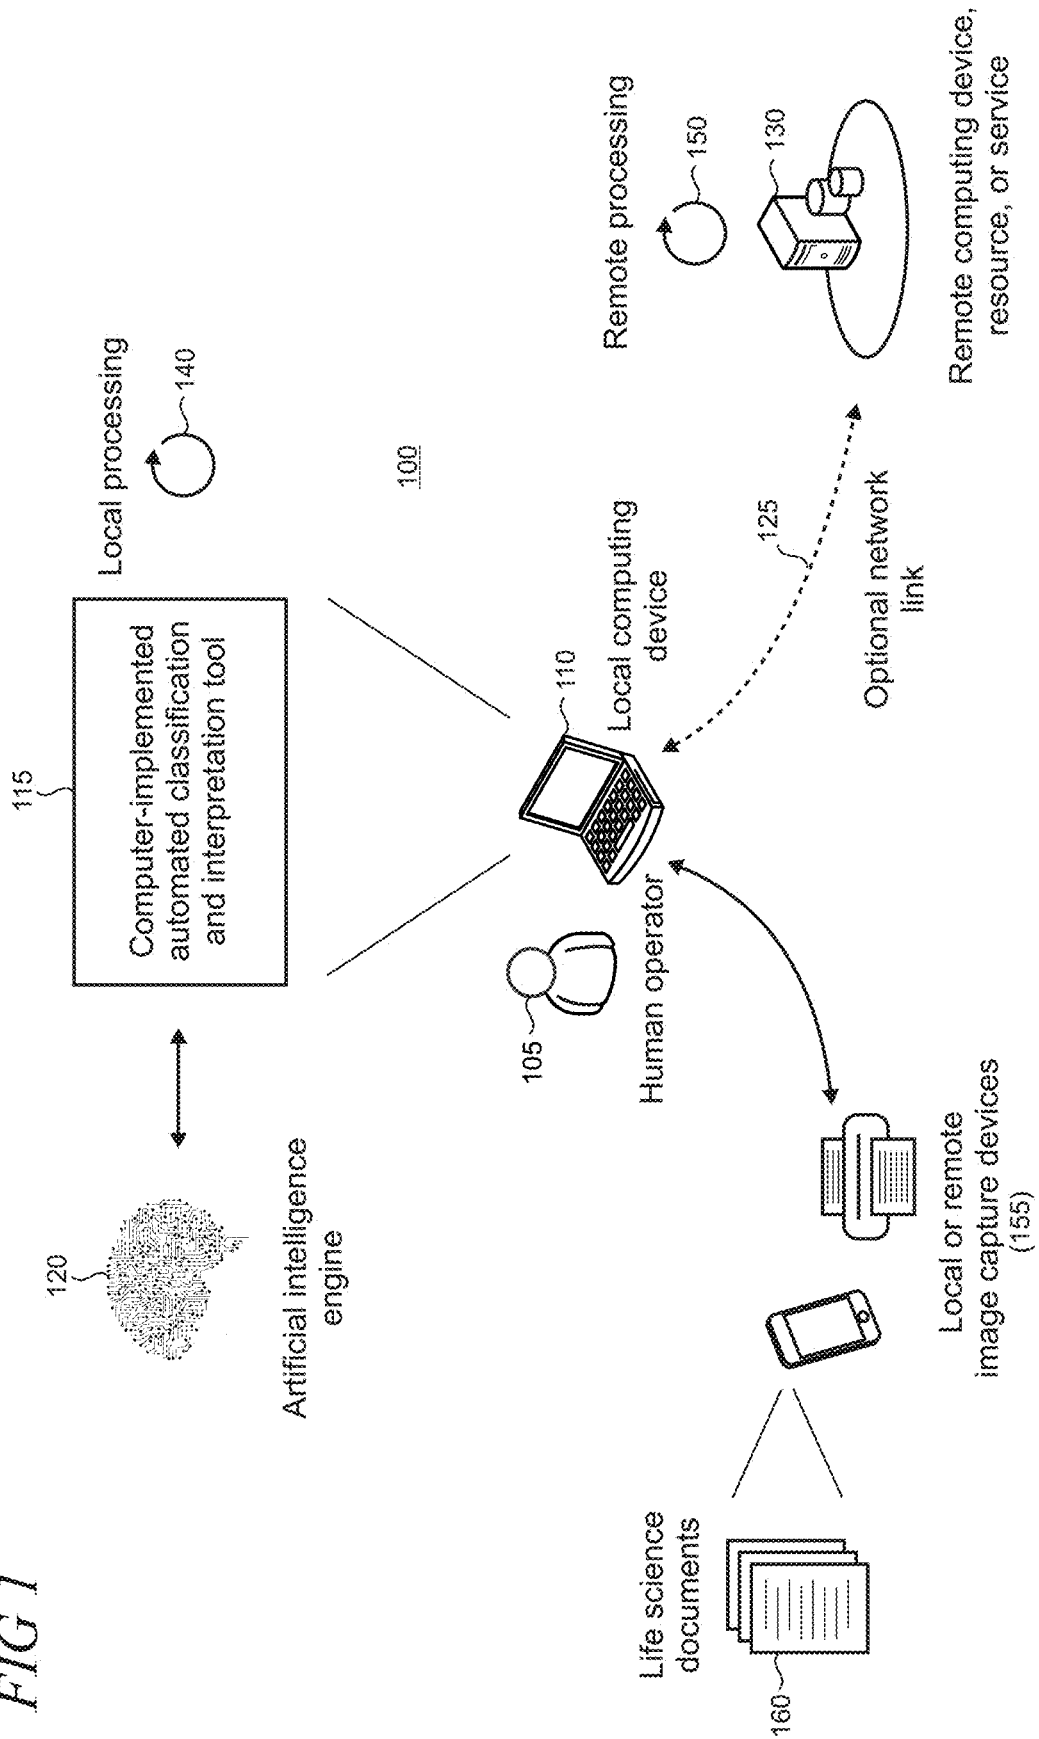 FIG 1
120
Artificial intelligence
engine
115
Computer-implemented
automated classification
and interpretation tool
Local processing
140
100
105
Human operator
110
Local computing
device
125
Optional network
link
Remote processing
150
130
Remote computing device,
resource, or service
Life science
documents
160
Local or remote
image capture devices
(155)